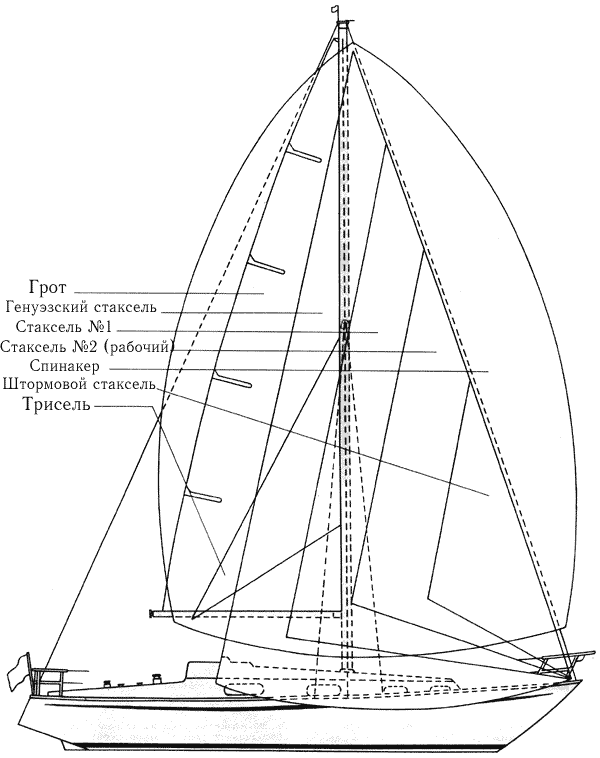 Грот
Генуэзский стаксель
Стаксель №1
Стаксель №2 (рабочий)
Спинакер
Штормовой стаксель
Трисель